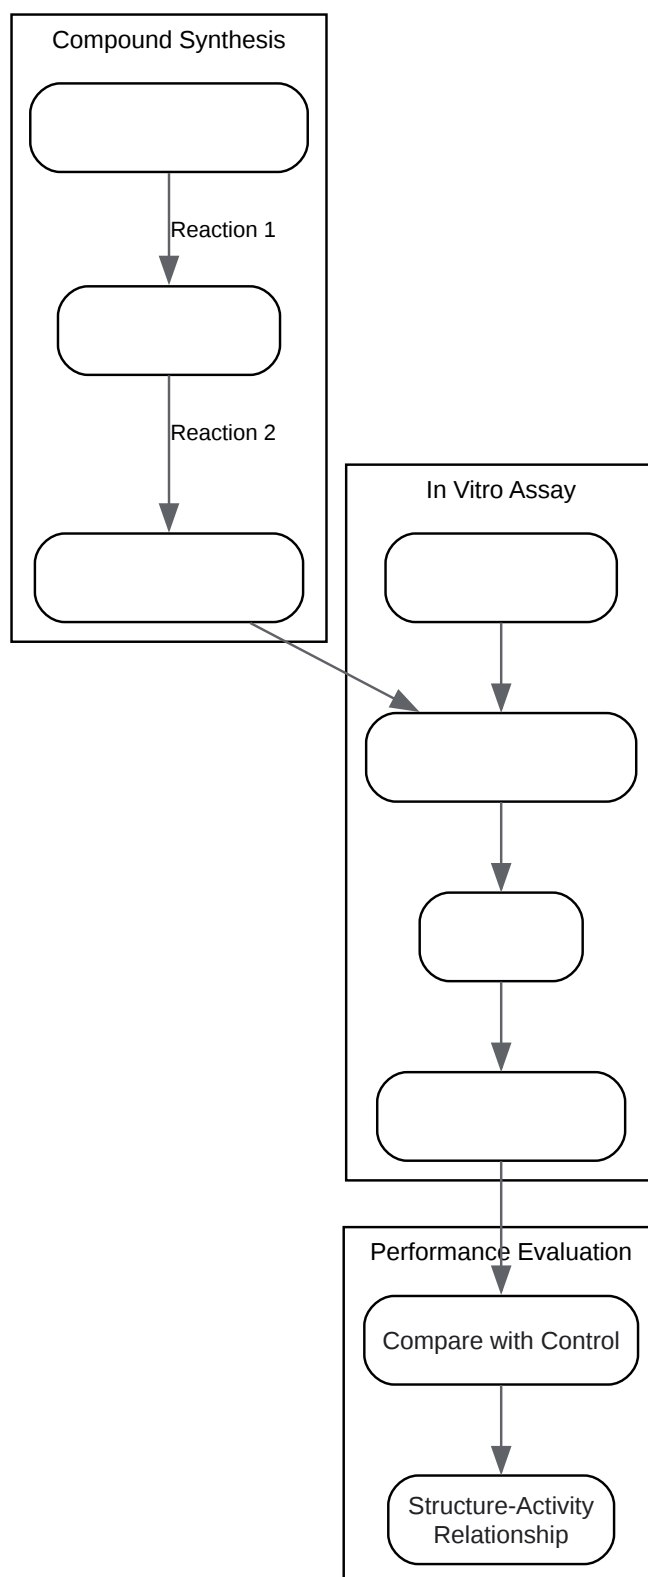 Compound Synthesis
Reaction 1
Reaction 2
In Vitro Assay
Performance Evaluation
Compare with Control
Structure-Activity
Relationship